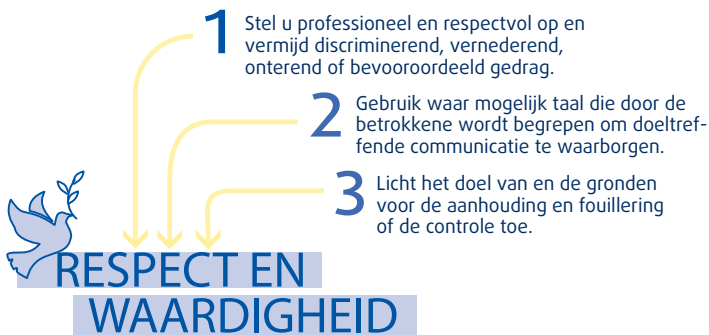 1 Stel u professioneel en respectvol op en
vermijd discriminerend, vernederend,
onterend of bevooroordeeld gedrag.
2 Gebruik waar mogelijk taal die door de
betrokkene wordt begrepen om doeltref-
fende communicatie te waarborgen.
3 Licht het doel van en de gronden
voor de aanhouding en fouillering
of de controle toe.
RESPECT EN
WAARDIGHEID